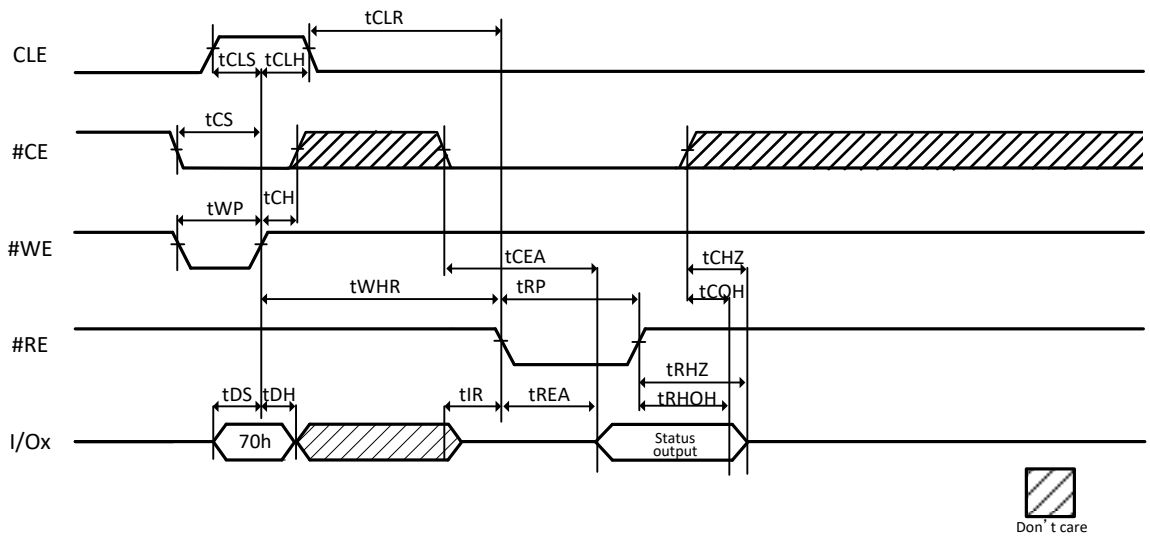 tCLR
CLE
tCLS tCLH
tCS
#CE
tCH
tWP
#WE
tCEA
tCHZ
tWHR
tRP
tCOH
#RE
tRHZ
tDS tDH
tIR
tREA
tRHOH
I/Ox
70h
Status
output
Don’t care